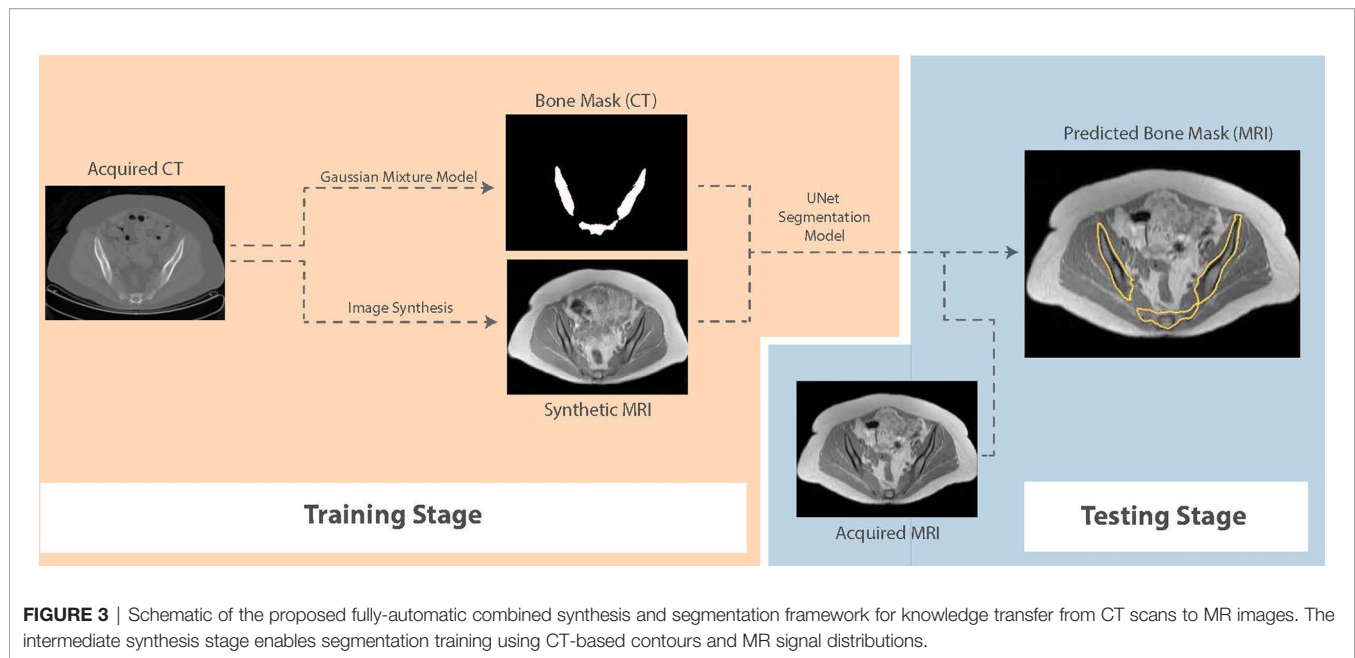 Bone Mask (CT)
Predicted Bone Mask (MRI)
Acquired CT
Gaussian Mixture Model
UNet
Segmentation
Model
Image Synthesis
Synthetic MRI
Training Stage
Acquired MRI
Testing Stage
FIGURE 3 | Schematic of the proposed fully-automatic combined synthesis and segmentation framework for knowledge transfer from CT scans to MR images. The
intermediate synthesis stage enables segmentation training using CT-based contours and MR signal distributions.